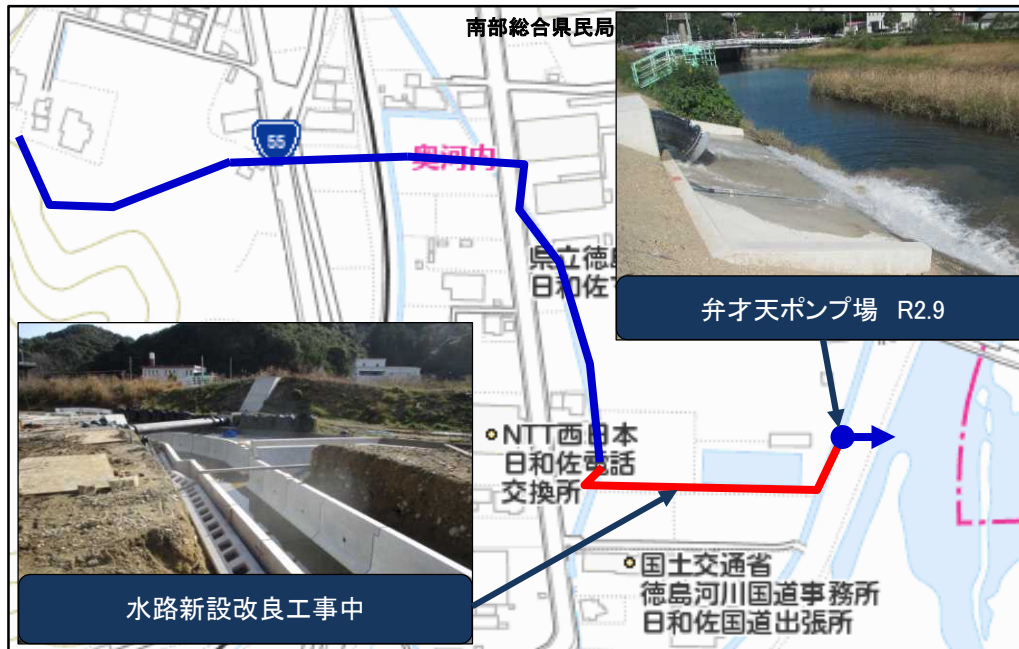 南部総合県民局
55
奥河内
県立徳島
日和佐
弁才天ポンプ場 R2.9
NTT西日本
日和佐電話
交換所
国土交通省
徳島河川国道事務所
日和佐国道出張所
水路新設改良工事中